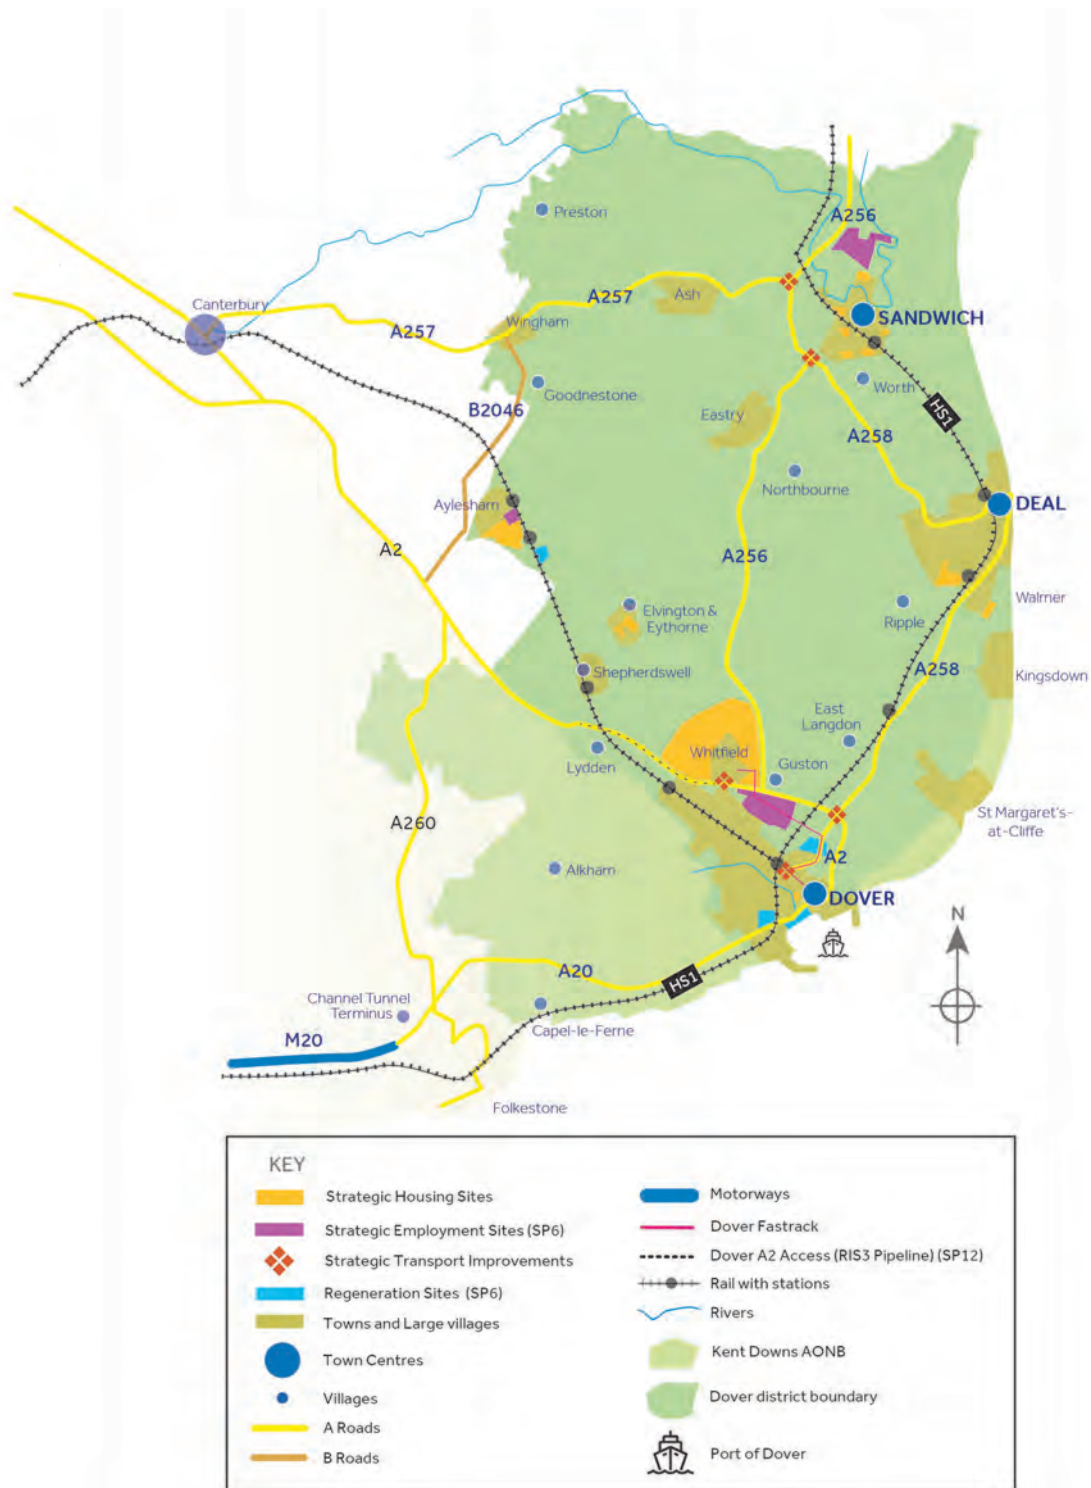 Preston
A256
Canterbury
A257
A257
Ash
Wingham
SANDWICH
Worth
Goodnestone
B2046
HS1
Eastry
A258
Northbourne
Aylesham
DEAL
A2
A256
Elvington &
Eythorne
Walmer
Ripple
Shepherdswell
A258
Kingsdown
East
Langdon
Whitfield
Lydden
Guston
St Margaret's-
at-Cliffe
A260
A2
Alkham
DOVER
N
A20
HS1
Channel Tunnel
Terminus
Capel-le-Ferne
M20
Folkestone
KEY
Strategic Housing Sites
Strategic Employment Sites (SP6)
Strategic Transport Improvements
Regeneration Sites (SP6)
Towns and Large villages
Town Centres
Villages
A Roads
B Roads
Motorways
Dover Fastrack
Dover A2 Access (RIS3 Pipeline) (SP12)
Rail with stations
Rivers
Kent Downs AONB
Dover district boundary
Port of Dover